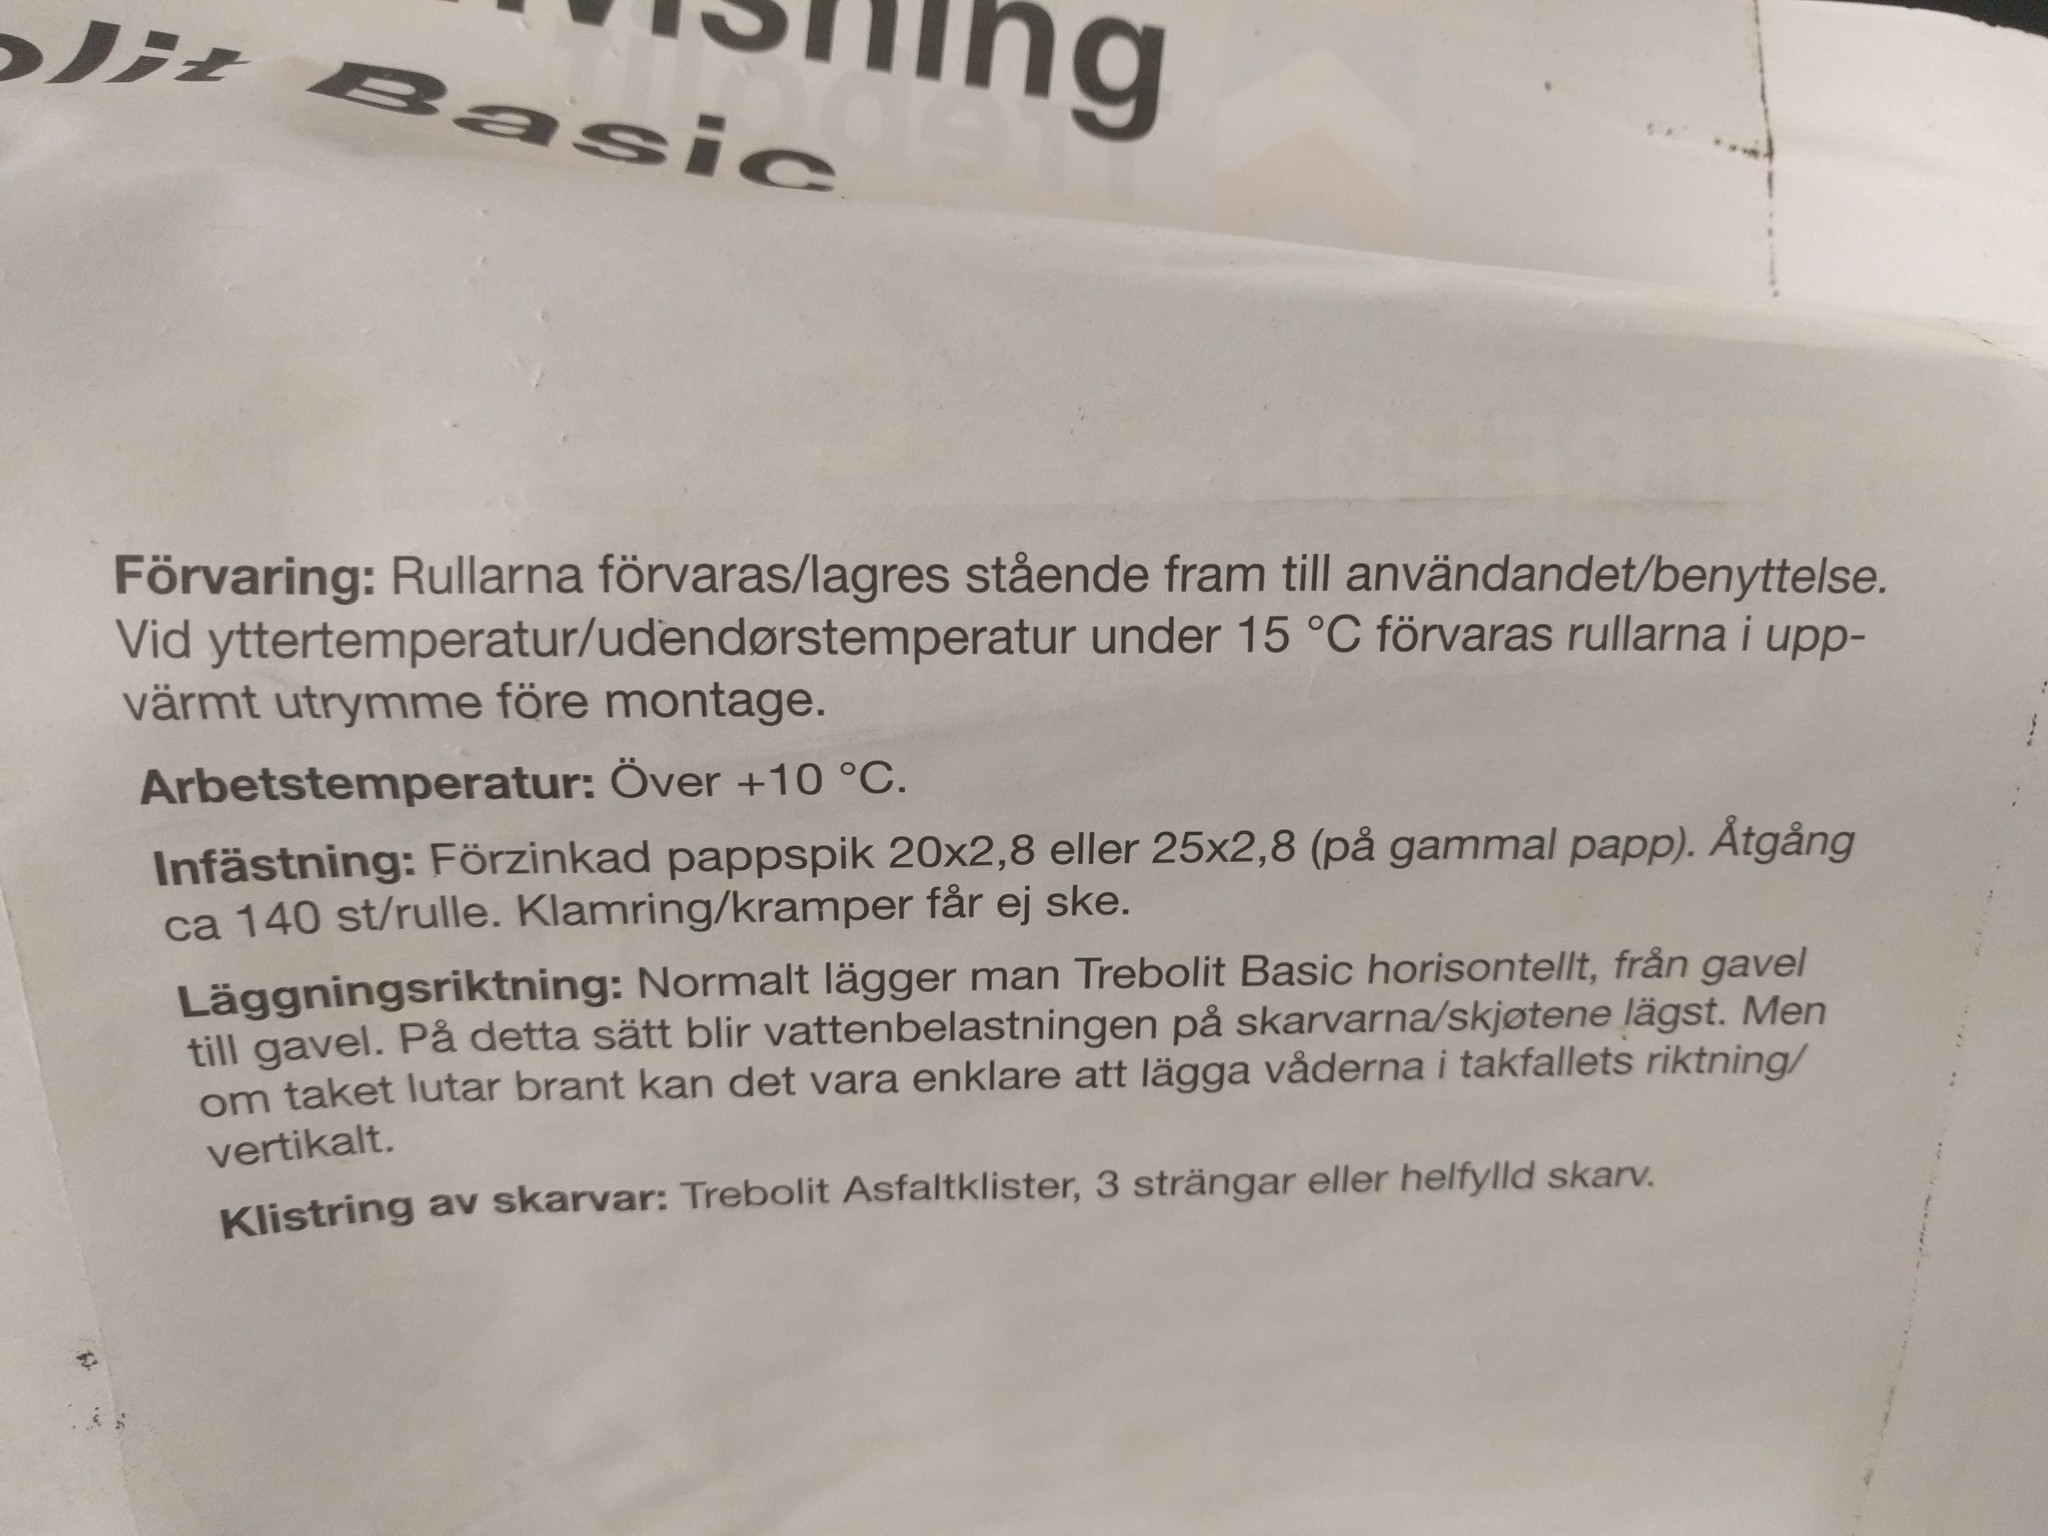 Basic
Förvaring: Rullarna förvaras/lagres stående fram till användandet/benyttelse.
Vid yttertemperatur/udendørstemperatur under 15 °C förvaras rullarna i upp-
värmt utrymme före montage.
Arbetstemperatur: Över +10 °C.
Infästning: Förzinkad pappspik 20x2,8 eller 25x2,8 (på gammal papp). Åtgång
ca 140 st/rulle. Klamring/kramper får ej ske.
Läggningsriktning: Normalt lägger man Trebolit Basic horisontellt, från gavel
till gavel. På detta sätt blir vattenbelastningen på skarvarna/skjøtene lägst. Men
om taket lutar brant kan det vara enklare att lägga våderna i takfallets riktning/
vertikalt.
Klistring av skarvar: Trebolit Asfaltklister, 3 strängar eller helfylld skarv.